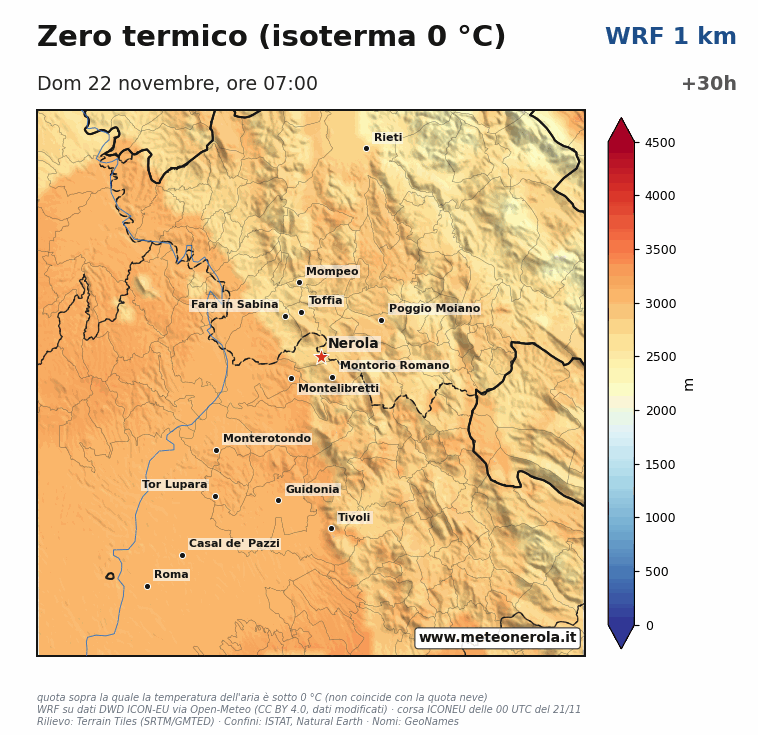 Zero termico (isoterma 0 °C)
WRF 1 km
Dom 22 novembre, ore 07:00
+30h
Rieti
Mompeo
Fara in Sabina
Toffia
Poggio Moiano
Nerola
Montorio Romano
Montelibretti
Monterotondo
Tor Lupara
Guidonia
Tivoli
Casal de' Pazzi
Roma
www.meteonerola.it
4500
4000
3500
3000
2500
2000
1500
1000
500
0
m
quota sopra la quale la temperatura dell'aria è sotto 0 °C (non coincide con la quota neve)
WRF su dati DWD ICON-EU via Open-Meteo (CC BY 4.0, dati modificati) · corsa ICONEU delle 00 UTC del 21/11
Rilievo: Terrain Tiles (SRTM/GMTED) · Confini: ISTAT, Natural Earth · Nomi: GeoNames